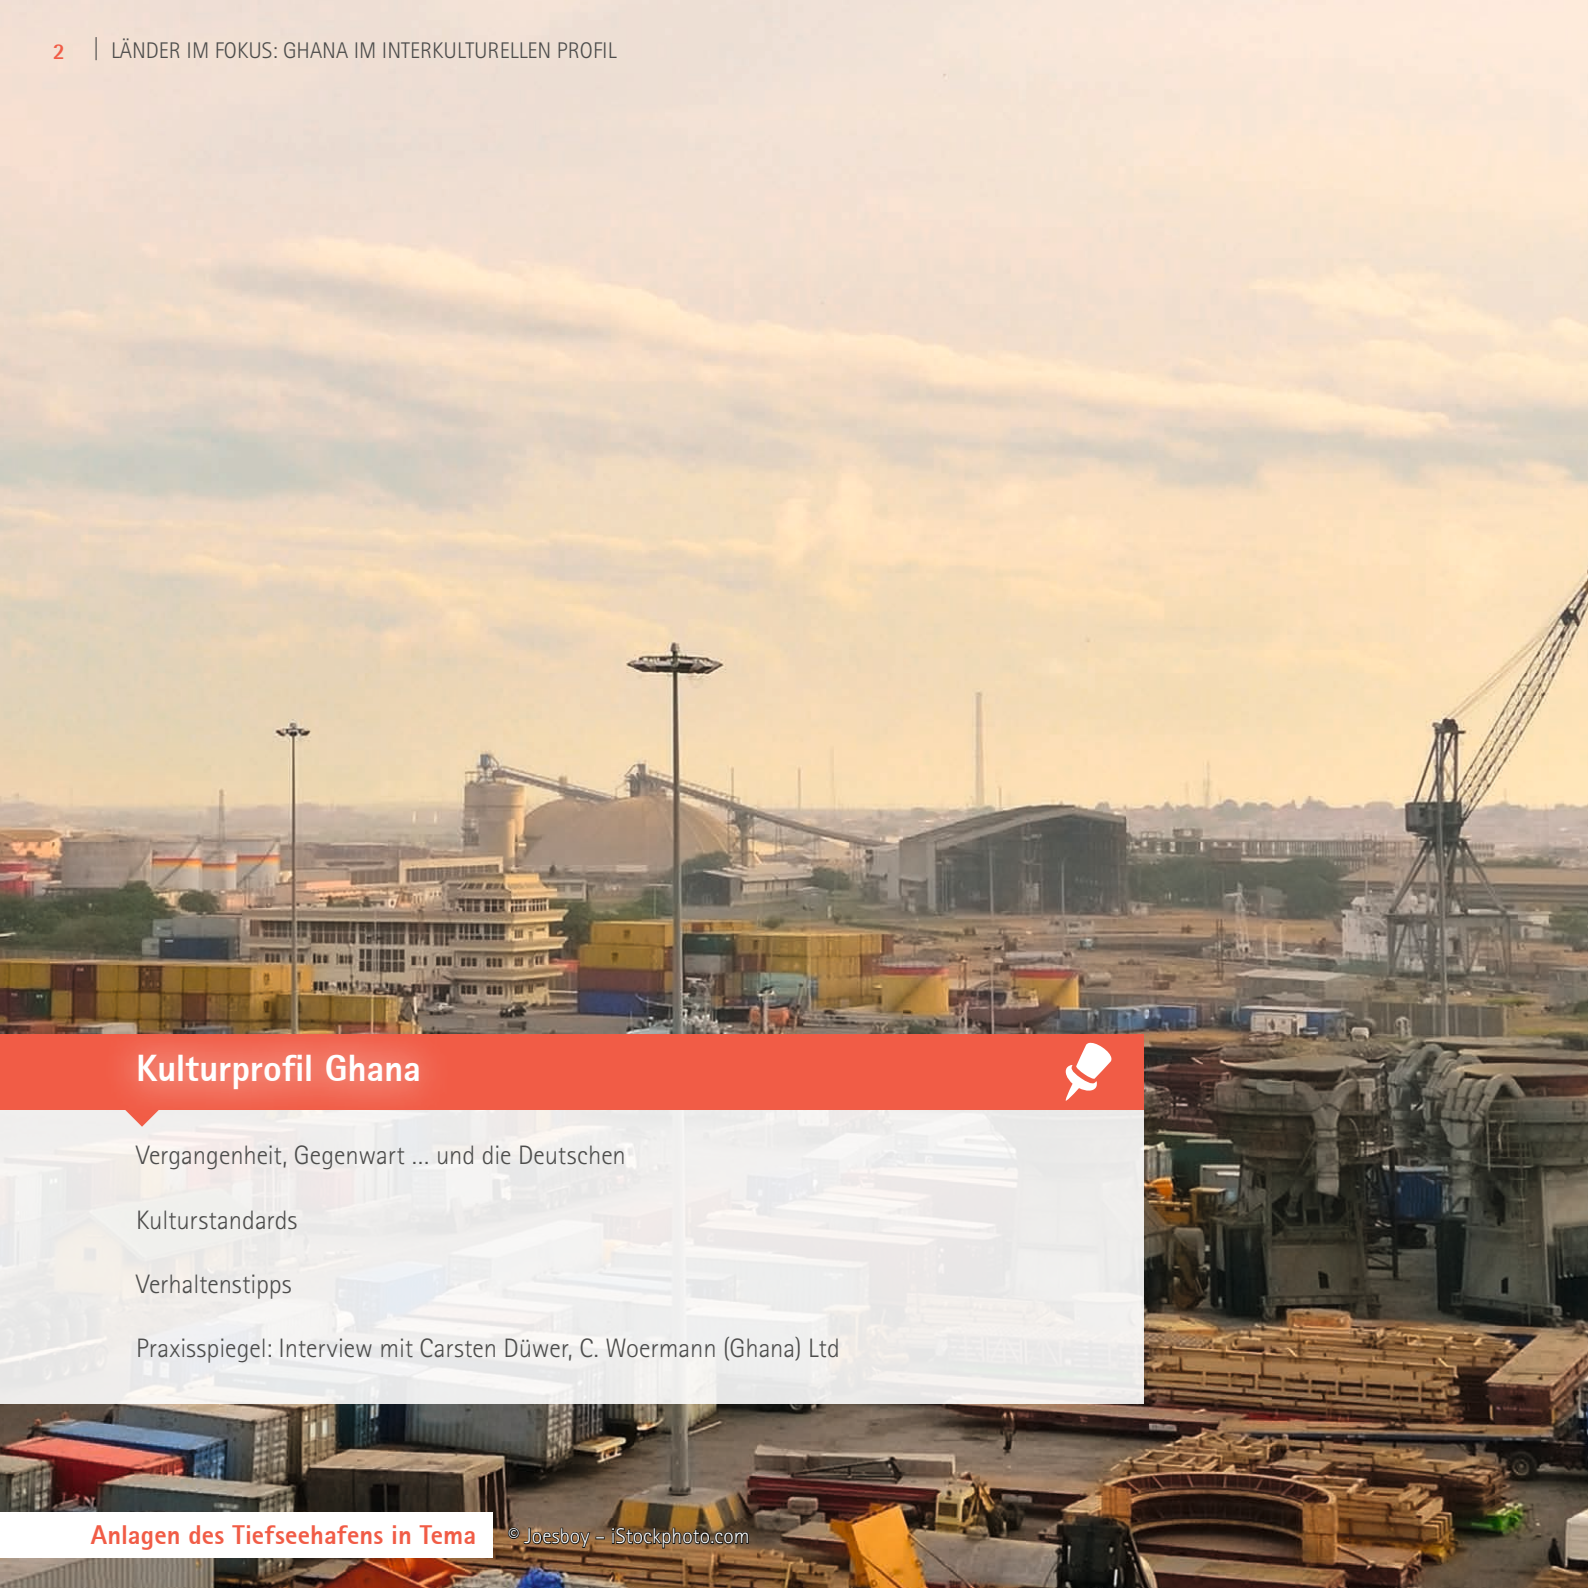 2 | LÄNDER IM FOKUS: GHANA IM INTERKULTURELLEN PROFIL
Kulturprofil Ghana
Vergangenheit, Gegenwart ... und die Deutschen
Kulturstandards
Verhaltenstipps
Praxisspiegel: Interview mit Carsten Düwer, C. Woermann (Ghana) Ltd
Anlagen des Tiefseehafens in Tema
© Joesboy – iStockphoto.com